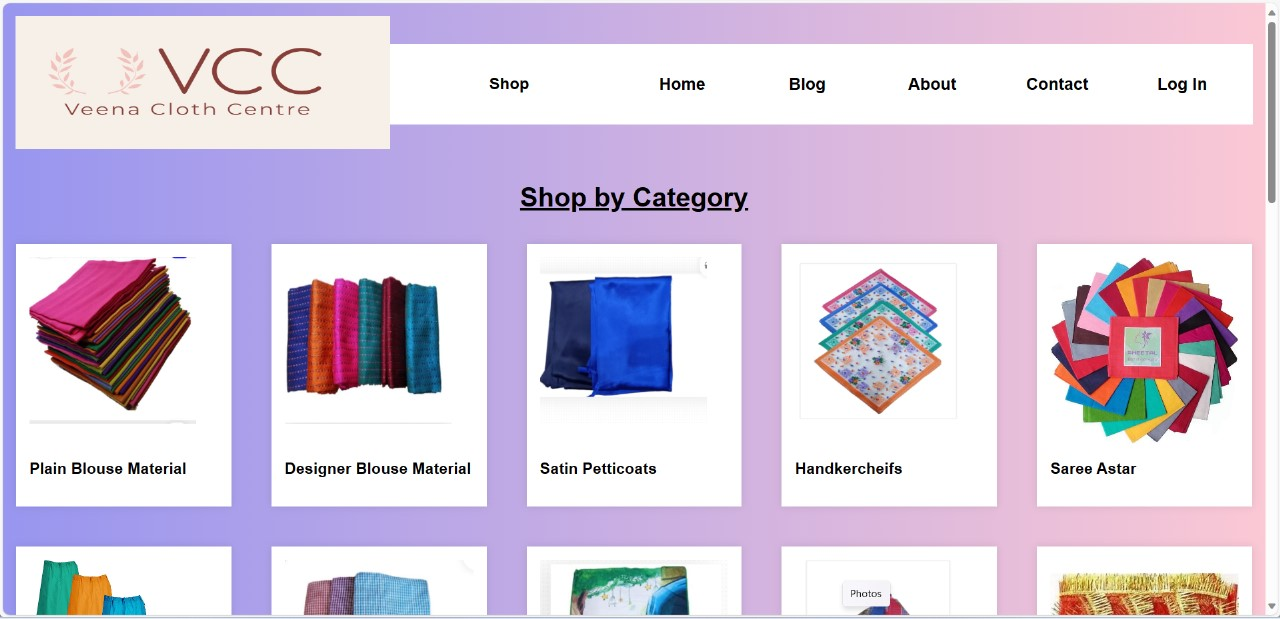 VCC
Veena Cloth Centre
Shop Home Blog About Contact Log In
Shop by Category
Plain Blouse Material
Designer Blouse Material
Satin Petticoats
Handkercheifs
Saree Astar
Photos